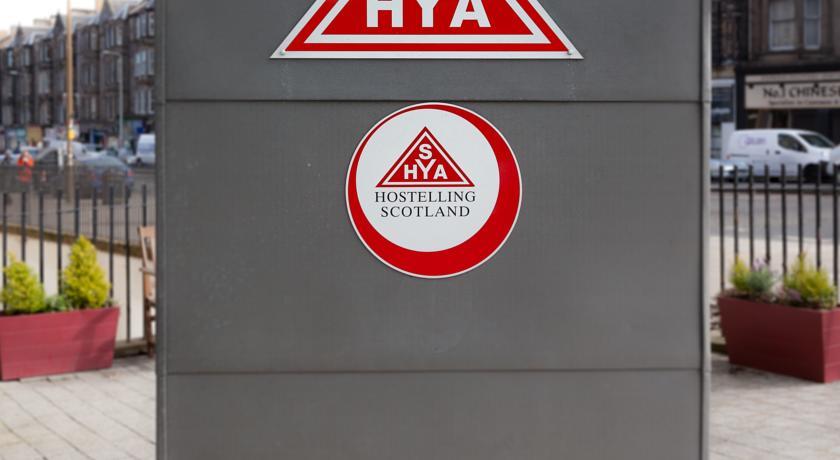 HYA
S
HYA
HOSTELLING
SCOTLAND
No.1 CHINESE